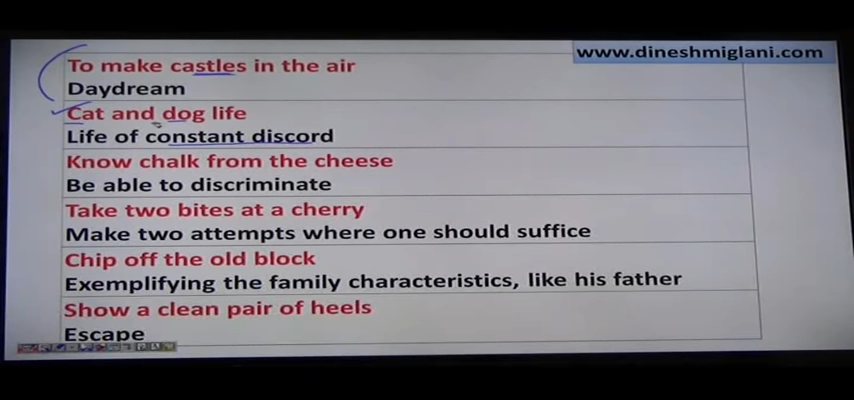 www.dineshmiglani.com
To make castles in the air
Daydream
Cat and dog life
Life of constant discord
Know chalk from the cheese
Be able to discriminate
Take two bites at a cherry
Make two attempts where one should suffice
Chip off the old block
Exemplifying the family characteristics, like his father
Show a clean pair of heels
Escape